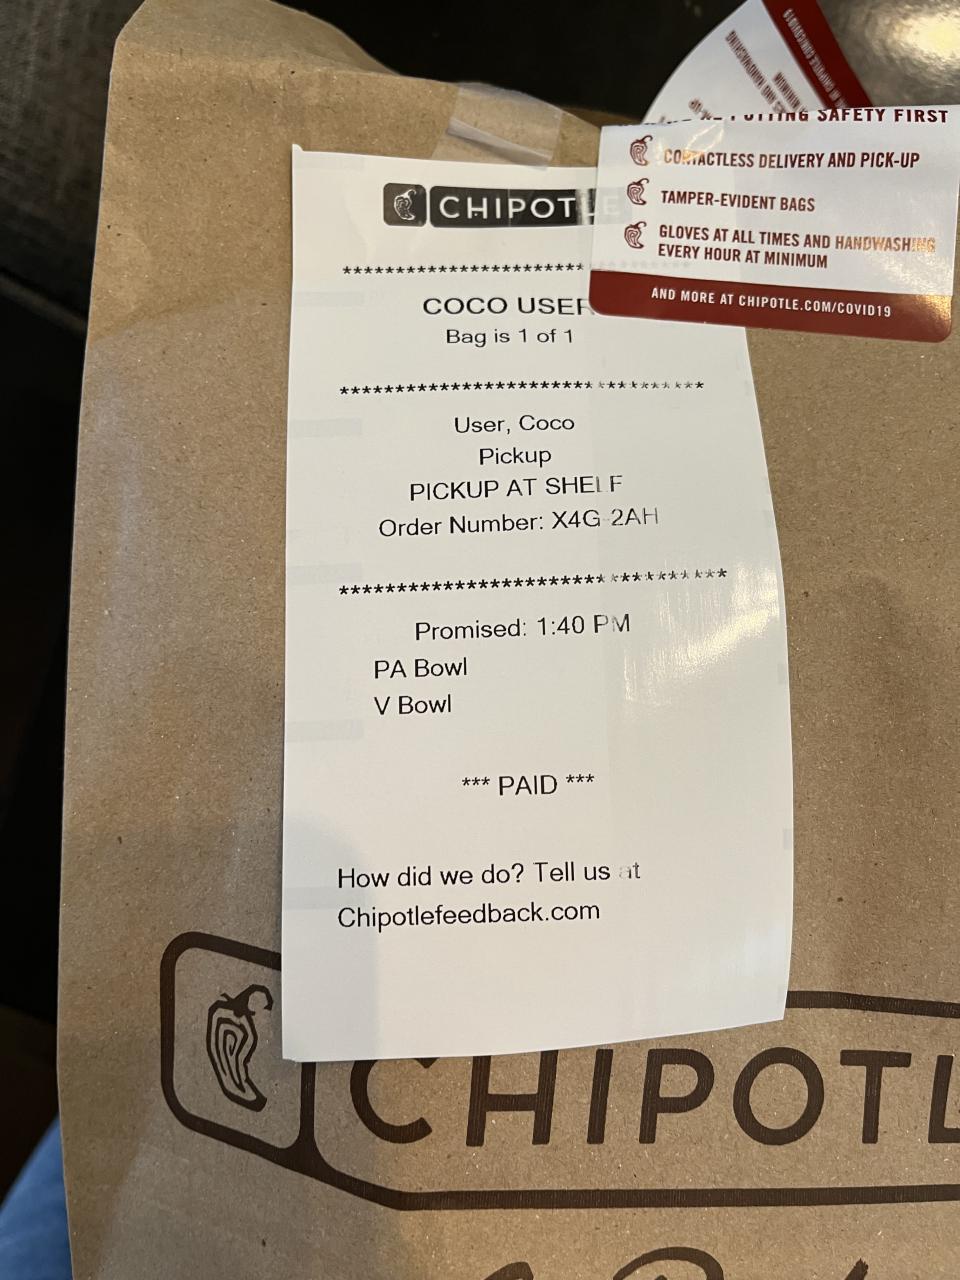 PUTTING SAFETY FIRST
CONTACTLESS DELIVERY AND PICK-UP
TAMPER-EVIDENT BAGS
GLOVES AT ALL TIMES AND HANDWASHING
EVERY HOUR AT MINIMUM
AND MORE AT CHIPOTLE.COM/COVID19
CHIPOTLE
***********************
COCO USER
Bag is 1 of 1
**********************************
User, Coco
Pickup
PICKUP AT SHELF
Order Number: X4G-2AH
**********************************
Promised: 1:40 PM
PA Bowl
V Bowl
*** PAID ***
How did we do? Tell us at
Chipotlefeedback.com
CHIPOTL